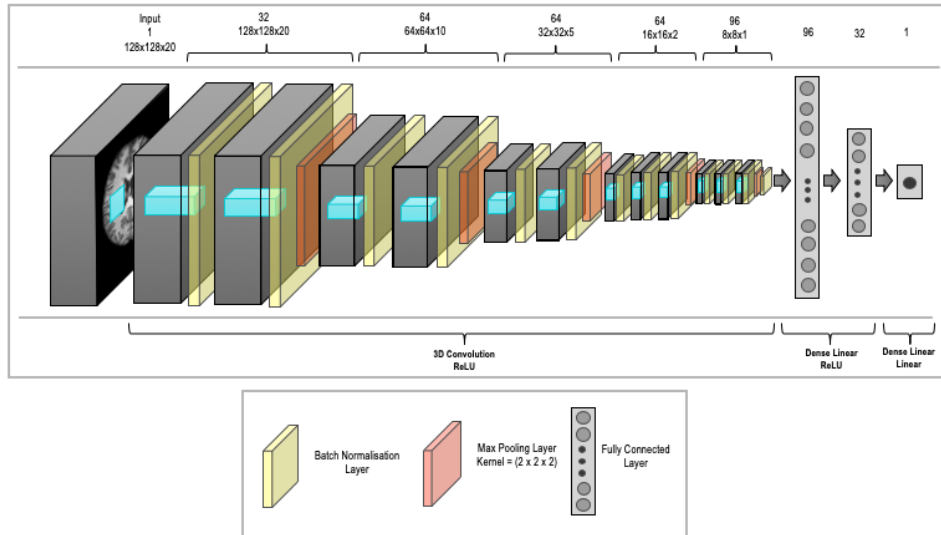 Input
1
128x128x20
32
128x128x20
64
64x64x10
64
32x32x5
64
16x16x2
96
8x8x1
96
32
1
3D Convolution
ReLU
Dense Linear
ReLU
Dense Linear
Linear
Batch Normalisation
Layer
Max Pooling Layer
Kernel = (2 x 2 x 2)
Fully Connected
Layer